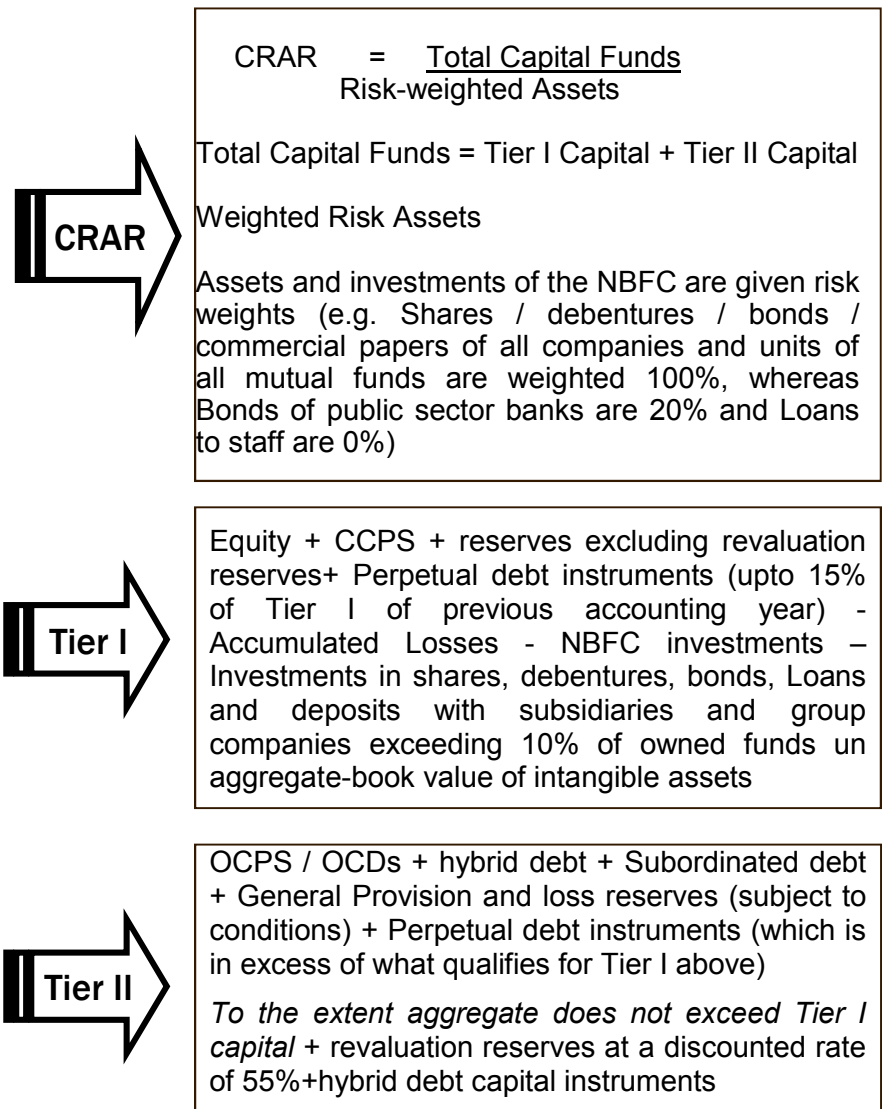 CRAR = Total Capital Funds
Risk-weighted Assets
Total Capital Funds = Tier I Capital + Tier II Capital
CRAR
Weighted Risk Assets
Assets and investments of the NBFC are given risk
weights (e.g. Shares / debentures / bonds /
commercial papers of all companies and units of
all mutual funds are weighted 100%, whereas
Bonds of public sector banks are 20% and Loans
to staff are 0%)
Tier I
Equity + CCPS + reserves excluding revaluation
reserves+ Perpetual debt instruments (upto 15%
of Tier I of previous accounting year) -
Accumulated Losses - NBFC investments –
Investments in shares, debentures, bonds, Loans
and deposits with subsidiaries and group
companies exceeding 10% of owned funds un
aggregate-book value of intangible assets
Tier II
OCPS / OCDs + hybrid debt + Subordinated debt
+ General Provision and loss reserves (subject to
conditions) + Perpetual debt instruments (which is
in excess of what qualifies for Tier I above)
To the extent aggregate does not exceed Tier I
capital + revaluation reserves at a discounted rate
of 55%+hybrid debt capital instruments